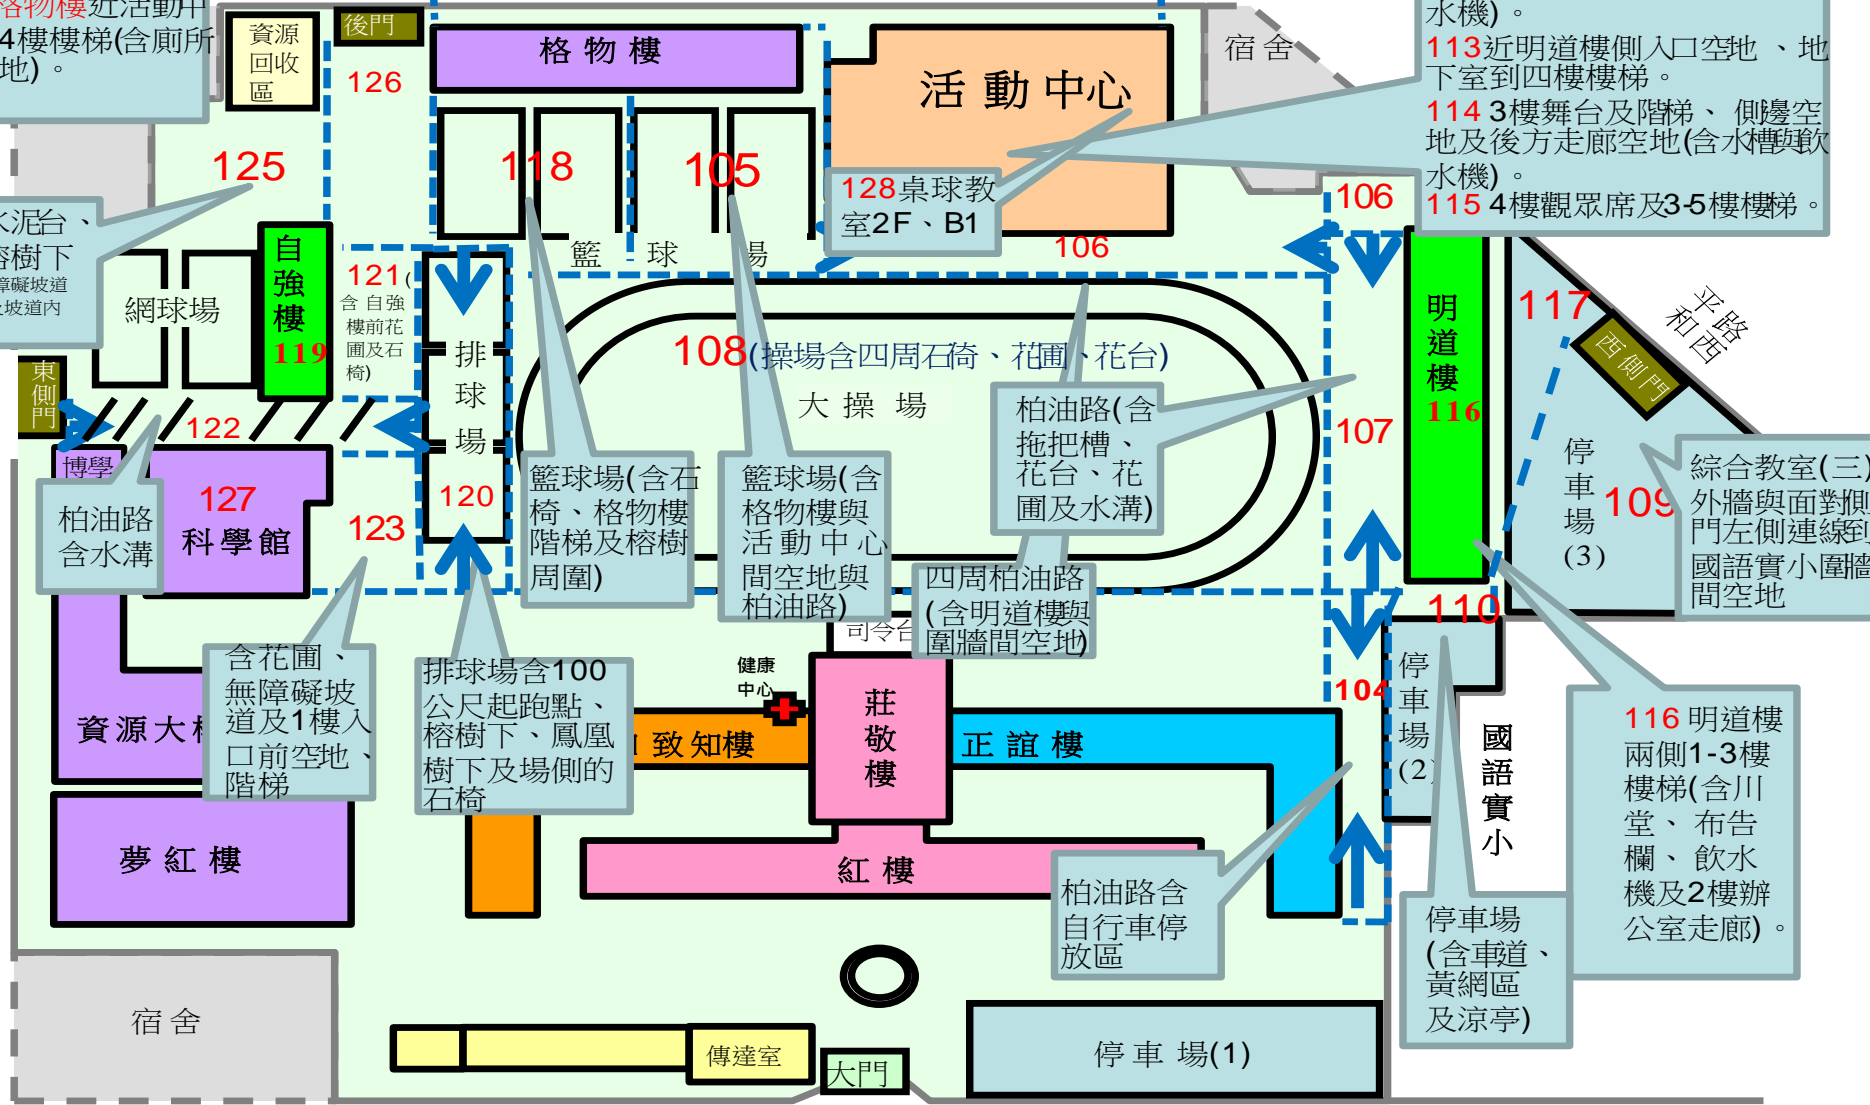 格物樓近活動中
4樓樓梯(含廁所
地)。
資源
回收
區
後門
格物樓
活動中心
宿舍
水機)。
113近明道樓側入口空地、地
下室到四樓樓梯。
114 3樓舞台及階梯、側邊空
地及後方走廊空地(含水槽與飲
水機)。
115 4樓觀眾席及3-5樓樓梯。
126
125
118
105
128桌球教
室2F、B1
106
106
水泥台、
榕樹下
障礙坡道
坡道內
網球場
自強樓
119
121(
含自強
樓前花
圃及石
椅)
籃球場
排球場
120
108(操場含四周石椅、花圃、花台)
大操場
柏油路(含
拖把槽、
花台、花
圃及水溝)
107
明道樓
116
117
西側門
和平西路
停車場
(3)
109
綜合教室(三)
外牆與面對側
門左側連線到
國語實小圍牆
間空地
東側門
122
博學
柏油路
含水溝
127
科學館
123
籃球場(含石
椅、格物樓
階梯及榕樹
周圍)
籃球場(含
格物樓與
活動中心
間空地與
柏油路)
四周柏油路
(含明道樓與
圍牆間空地)
司令台
110
含花圃、
無障礙坡
道及1樓入
口前空地、
階梯
排球場含100
公尺起跑點、
榕樹下、鳳凰
樹下及場側的
石椅
健康
中心
莊敬樓
致知樓
正誼樓
104
停車場
(2)
國語實小
116 明道樓
兩側1-3樓
樓梯(含川
堂、布告
欄、飲水
機及2樓辦
公室走廊)。
資源大樓
夢紅樓
紅樓
柏油路含
自行車停
放區
停車場
(含車道、
黃網區
及涼亭)
宿舍
傳達室
大門
停車場(1)